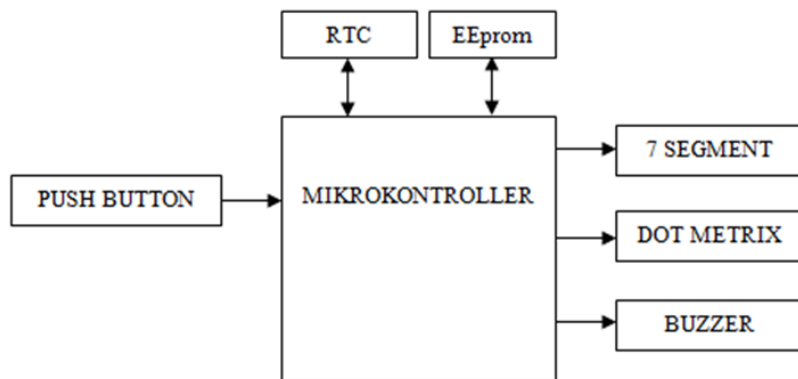 RTC
EEprom
7 SEGMENT
PUSH BUTTON
MIKROKONTROLLER
DOT METRIX
BUZZER